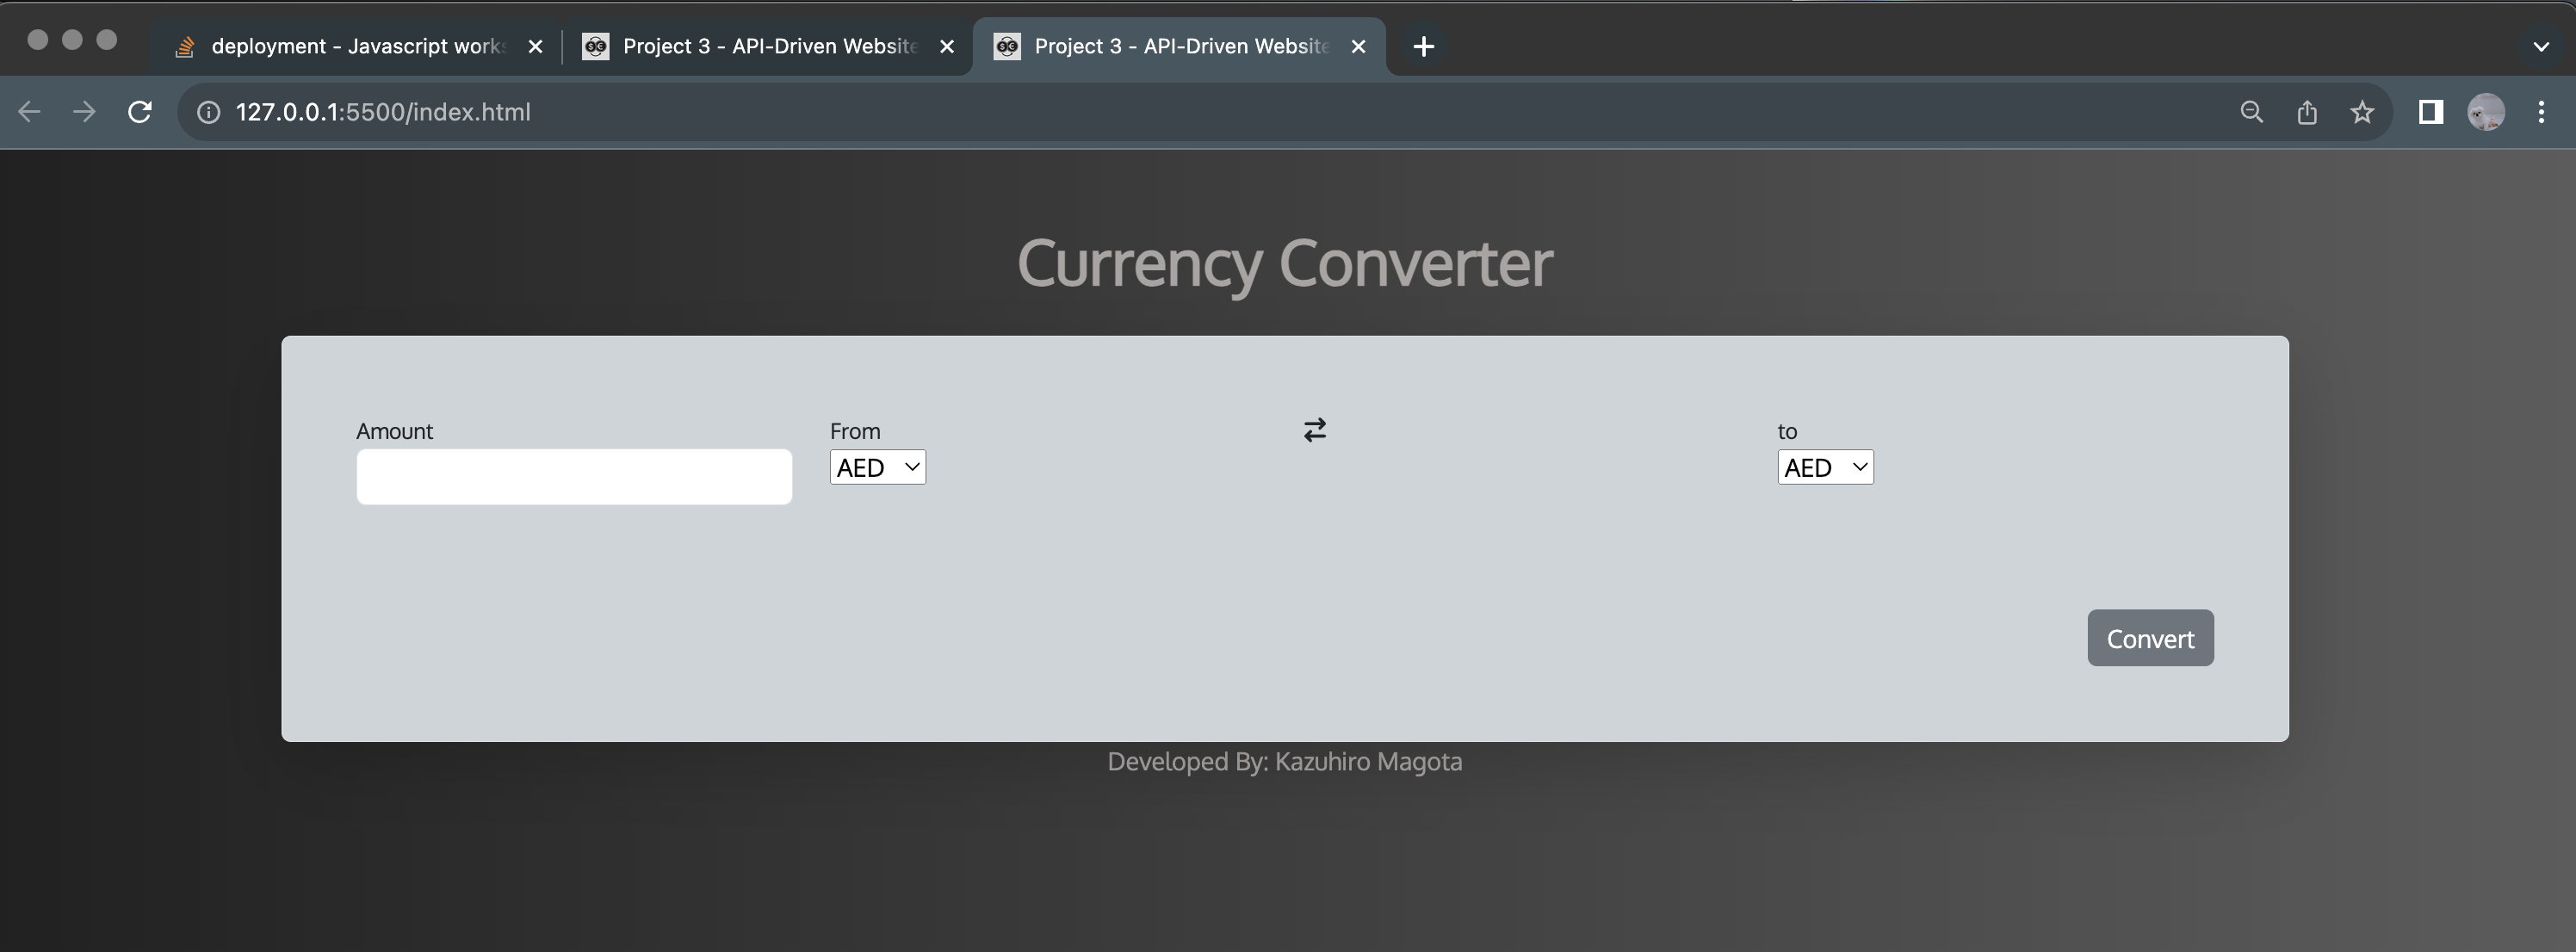 deployment - Javascript works
Project 3 - API-Driven Website
Project 3 - API-Driven Website
127.0.0.1:5500/index.html
Currency Converter
Amount From to
AED AED
Convert
Developed By: Kazuhiro Magota